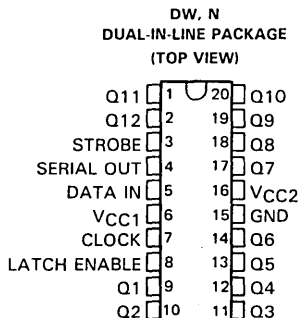 DW, N
DUAL-IN-LINE PACKAGE
(TOP VIEW)
Q11 1 20 Q10
Q12 2 19 Q9
STROBE 3 18 Q8
SERIAL OUT 4 17 Q7
DATA IN 5 16 VCC2
VCC1 6 15 GND
CLOCK 7 14 Q6
LATCH ENABLE 8 13 Q5
Q1 9 12 Q4
Q2 10 11 Q3